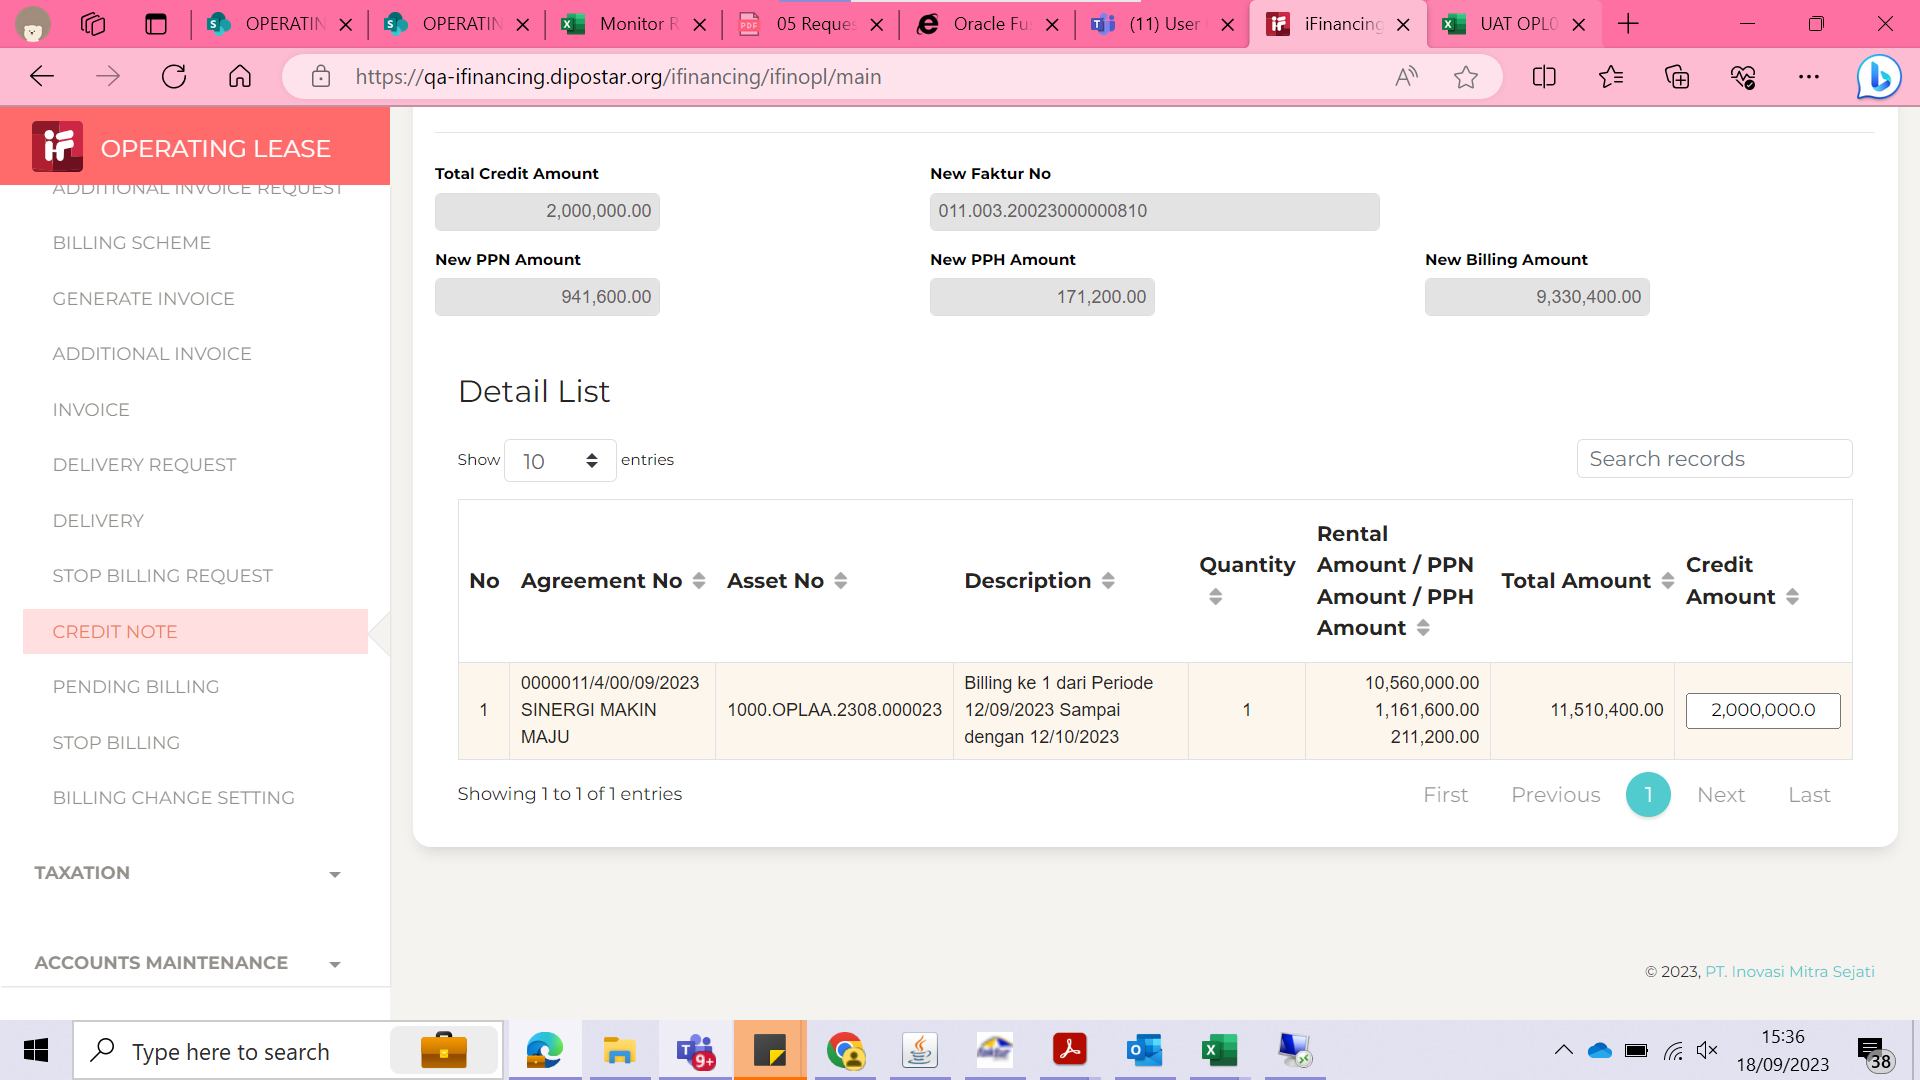 OPERATIN
OPERATIN
Monitor R
05 Reques
Oracle Fu
(11) User
iFinancing
UAT OPL0
https://qa-ifinancing.dipostar.org/ifinancing/ifinopl/main
iF OPERATING LEASE
ADDITIONAL INVOICE REQUEST
BILLING SCHEME
GENERATE INVOICE
ADDITIONAL INVOICE
INVOICE
DELIVERY REQUEST
DELIVERY
STOP BILLING REQUEST
CREDIT NOTE
PENDING BILLING
STOP BILLING
BILLING CHANGE SETTING
TAXATION
ACCOUNTS MAINTENANCE
Total Credit Amount
2,000,000.00
New Faktur No
011.003.20023000000810
New PPN Amount
941,600.00
New PPH Amount
171,200.00
New Billing Amount
9,330,400.00
Detail List
Show 10 entries
Search records
No
Agreement No
Asset No
Description
Quantity
Rental
Amount / PPN
Amount / PPH
Amount
Total Amount
Credit
Amount
1
0000011/4/00/09/2023
SINERGI MAKIN
MAJU
1000.OPLAA.2308.000023
Billing ke 1 dari Periode
12/09/2023 Sampai
dengan 12/10/2023
1
10,560,000.00
1,161,600.00
211,200.00
11,510,400.00
2,000,000.0
Showing 1 to 1 of 1 entries
First Previous 1 Next Last
© 2023, PT. Inovasi Mitra Sejati
Type here to search
9+
15:36
18/09/2023
38